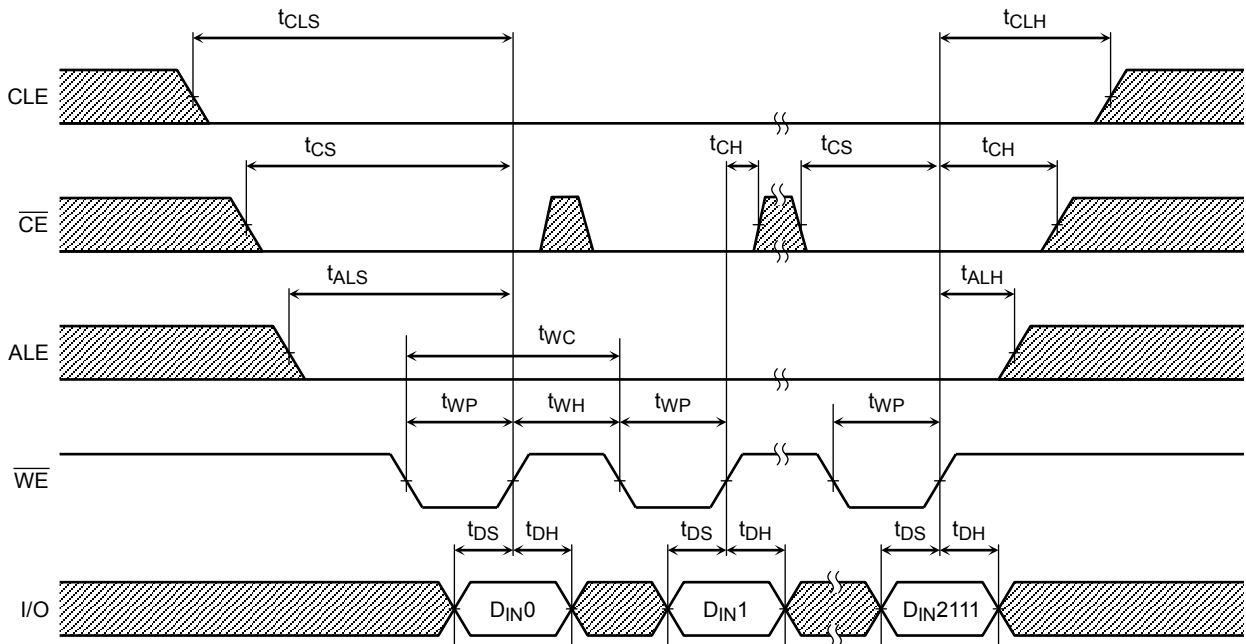 tCLS tCLH
CLE
tCS tCH tCS tCH
CE
tALS tALH
ALE
tWC
tWP tWH tWP tWP
WE
tDS tDH tDS tDH tDS tDH
I/O DIN0 DIN1 DIN2111